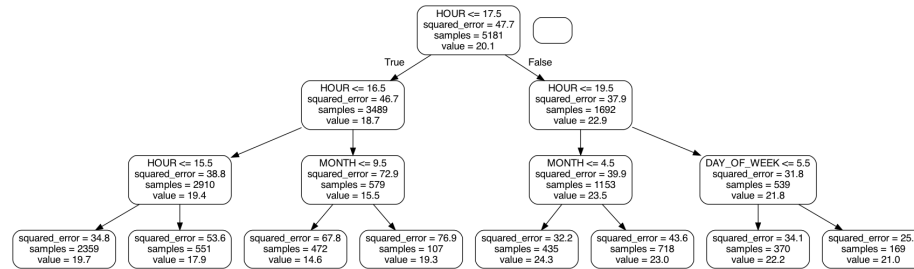 HOUR <= 17.5
squared_error = 47.7
samples = 5181
value = 20.1
True
False
HOUR <= 16.5
squared_error = 46.7
samples = 3489
value = 18.7
HOUR <= 19.5
squared_error = 37.9
samples = 1692
value = 22.9
HOUR <= 15.5
squared_error = 38.8
samples = 2910
value = 19.4
MONTH <= 9.5
squared_error = 72.9
samples = 579
value = 15.5
MONTH <= 4.5
squared_error = 39.9
samples = 1153
value = 23.5
DAY_OF_WEEK <= 5.5
squared_error = 31.8
samples = 539
value = 21.8
squared_error = 34.8
samples = 2359
value = 19.7
squared_error = 53.6
samples = 551
value = 17.9
squared_error = 67.8
samples = 472
value = 14.6
squared_error = 76.9
samples = 107
value = 19.3
squared_error = 32.2
samples = 435
value = 24.3
squared_error = 43.6
samples = 718
value = 23.0
squared_error = 34.1
samples = 370
value = 22.2
squared_error = 25.
samples = 169
value = 21.0